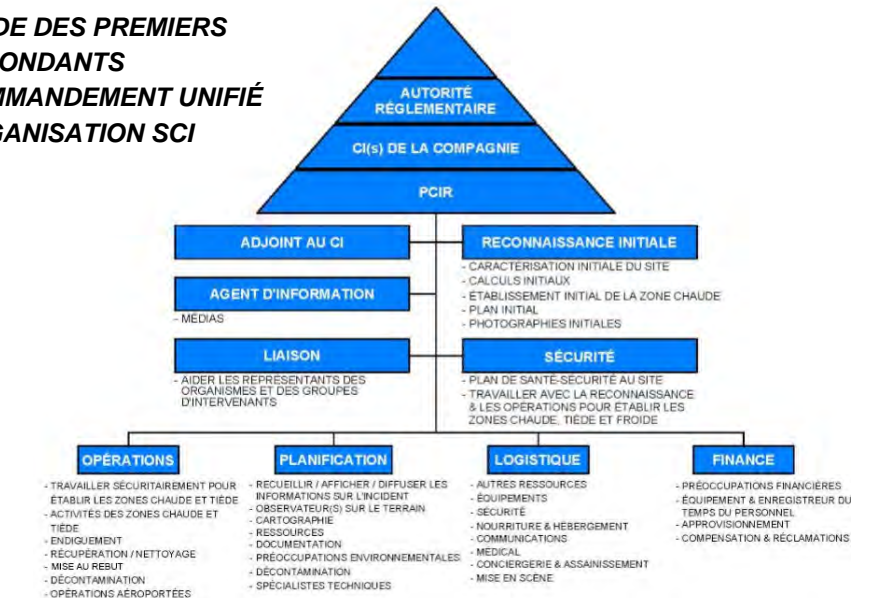 DE DES PREMIERS
ONDANTS
MMANDEMENT UNIFIÉ
GANISATION SCI
AUTORITÉ
RÉGLEMENTAIRE
CI(s) DE LA COMPAGNIE
PCIR
ADJOINT AU CI
RECONNAISSANCE INITIALE
- CARACTÉRISATION INITIALE DU SITE
- CALCULS INITIAUX
- ÉTABLISSEMENT INITIAL DE LA ZONE CHAUDE
- PLAN INITIAL
- PHOTOGRAPHIES INITIALES
AGENT D'INFORMATION
- MÉDIAS
LIAISON
- AIDER LES REPRÉSENTANTS DES
ORGANISMES ET DES GROUPES
D'INTERVENANTS
SÉCURITÉ
- PLAN DE SANTÉ-SÉCURITÉ AU SITE
- TRAVAILLER AVEC LA RECONNAISSANCE
& LES OPÉRATIONS POUR ÉTABLIR LES
ZONES CHAUDE, TIÈDE ET FROIDE
OPÉRATIONS
- TRAVAILLER SÉCURITAIREMENT POUR
ÉTABLIR LES ZONES CHAUDE ET TIÈDE
- ACTIVITÉS DES ZONES CHAUDE ET
TIÈDE
- ENDIGUEMENT
- RÉCUPÉRATION / NETTOYAGE
- MISE AU REBUT
- DÉCONTAMINATION
- OPÉRATIONS AÉROPORTÉES
PLANIFICATION
- RECUEILLIR / AFFICHER / DIFFUSER LES
INFORMATIONS SUR L'INCIDENT
- OBSERVATEUR(S) SUR LE TERRAIN
- CARTOGRAPHIE
- RESSOURCES
- DOCUMENTATION
- PRÉOCCUPATIONS ENVIRONNEMENTALES
- DÉCONTAMINATION
- SPÉCIALISTES TECHNIQUES
LOGISTIQUE
- AUTRES RESSOURCES
- ÉQUIPEMENTS
- SÉCURITÉ
- NOURRITURE & HÉBERGEMENT
- COMMUNICATIONS
- MÉDICAL
- CONCIERGERIE & ASSAINISSEMENT
- MISE EN SCÈNE
FINANCE
- PRÉOCCUPATIONS FINANCIÈRES
- ÉQUIPEMENT & ENREGISTREUR DU
TEMPS DU PERSONNEL
- APPROVISIONNEMENT
- COMPENSATION & RÉCLAMATIONS